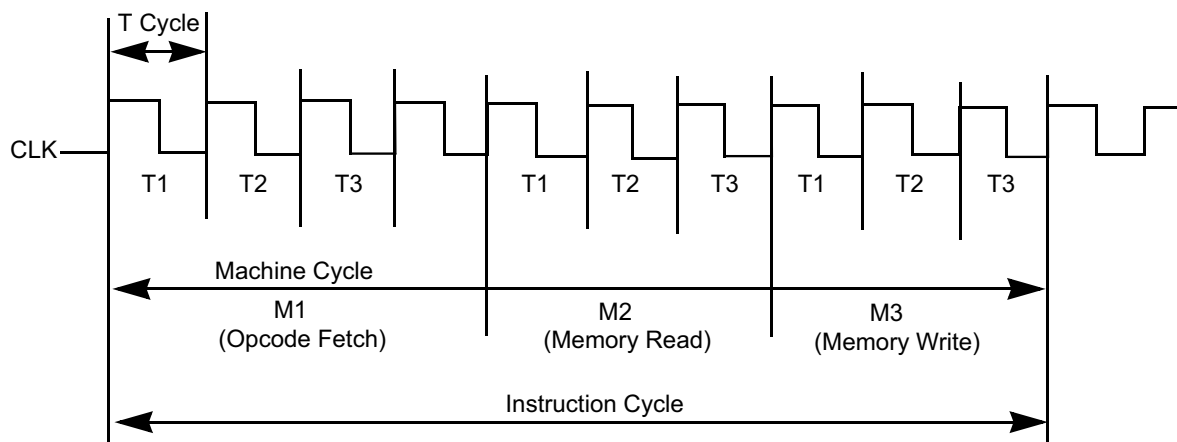 T Cycle
CLK
T1 T2 T3 T1 T2 T3 T1 T2 T3
Machine Cycle
M1 M2 M3
(Opcode Fetch) (Memory Read) (Memory Write)
Instruction Cycle